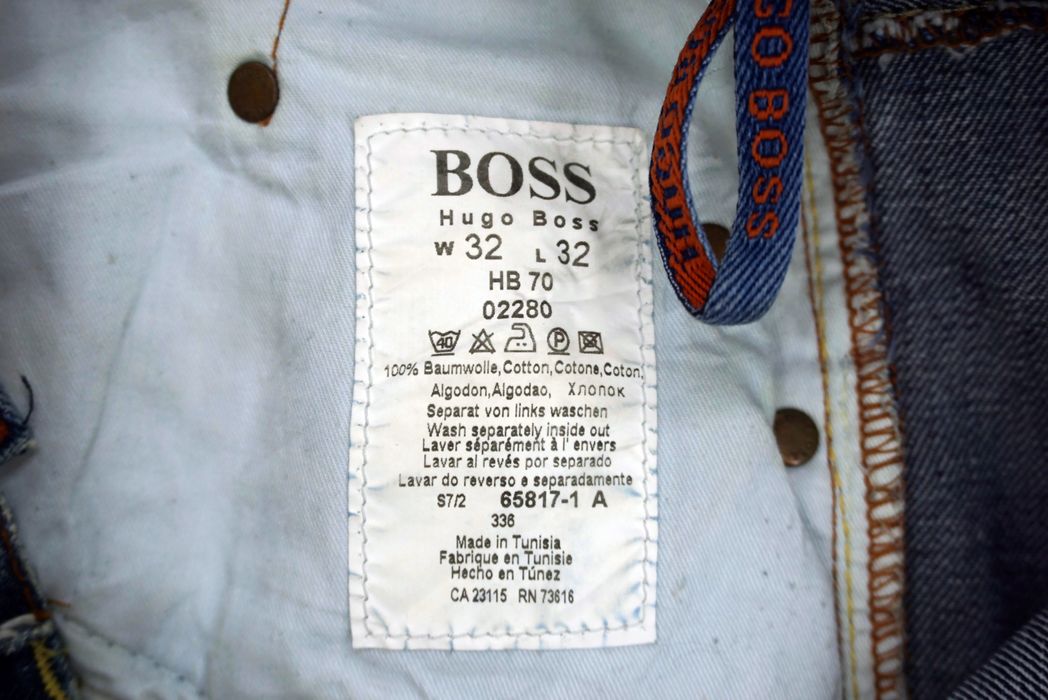 BOSS
Hugo Boss
W 32 L 32
HB 70
02280
40 P
100% Baumwolle,Cotton,Cotone,Coton,
Algodon,Algodao, Хлопок
Separat von links waschen
Wash separately inside out
Laver séparément à l' envers
Lavar al revés por separado
Lavar do reverso e separadamente
S7/2 65817-1 A
336
Made in Tunisia
Fabrique en Tunisie
Hecho en Túnez
CA 23115 RN 73616
GO BOSS